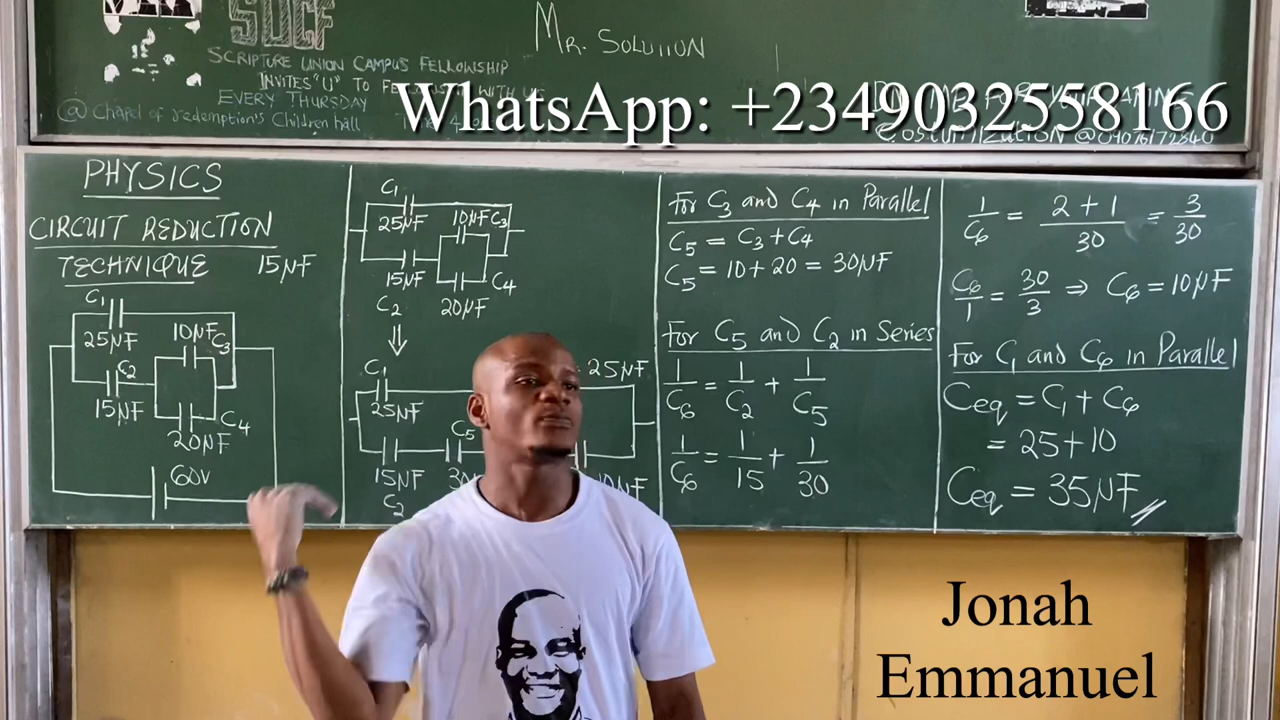 SUCF
SCRIPTURE UNION CAMPUS FELLOWSHIP
INVITES "U" TO
EVERY THURSDAY
@ Chapel of redemption's Children hall
MR. SOLUTION
WhatsApp: +2349032558166
PHYSICS
CIRCUIT REDUCTION
TECHNIQUE 15μF
C₁
25μF
10μF C₃
C₂
15μF
C₄
20μF
60V
C₁
25μF
10μF C₃
15μF
C₄
C₂
20μF
⇓
C₁
25μF
25μF
C₅
15μF
C₂
10μF
For C₃ and C₄ in Parallel
C₅ = C₃ + C₄
C₅ = 10 + 20 = 30μF
For C₅ and C₂ in Series
1/C₆ = 1/C₂ + 1/C₅
1/C₆ = 1/15 + 1/30
1/C₆ = 2 + 1/30 = 3/30
C₆/1 = 30/3 ⇒ C₆ = 10μF
For C₁ and C₆ in Parallel
Ceq = C₁ + C₆
= 25 + 10
Ceq = 35μF
Jonah
Emmanuel